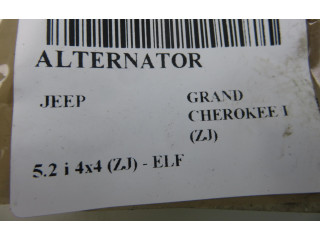 ALTERNATOR
JEEP GRAND
CHEROKEE I
(ZJ)
5.2 i 4x4 (ZJ) - ELF